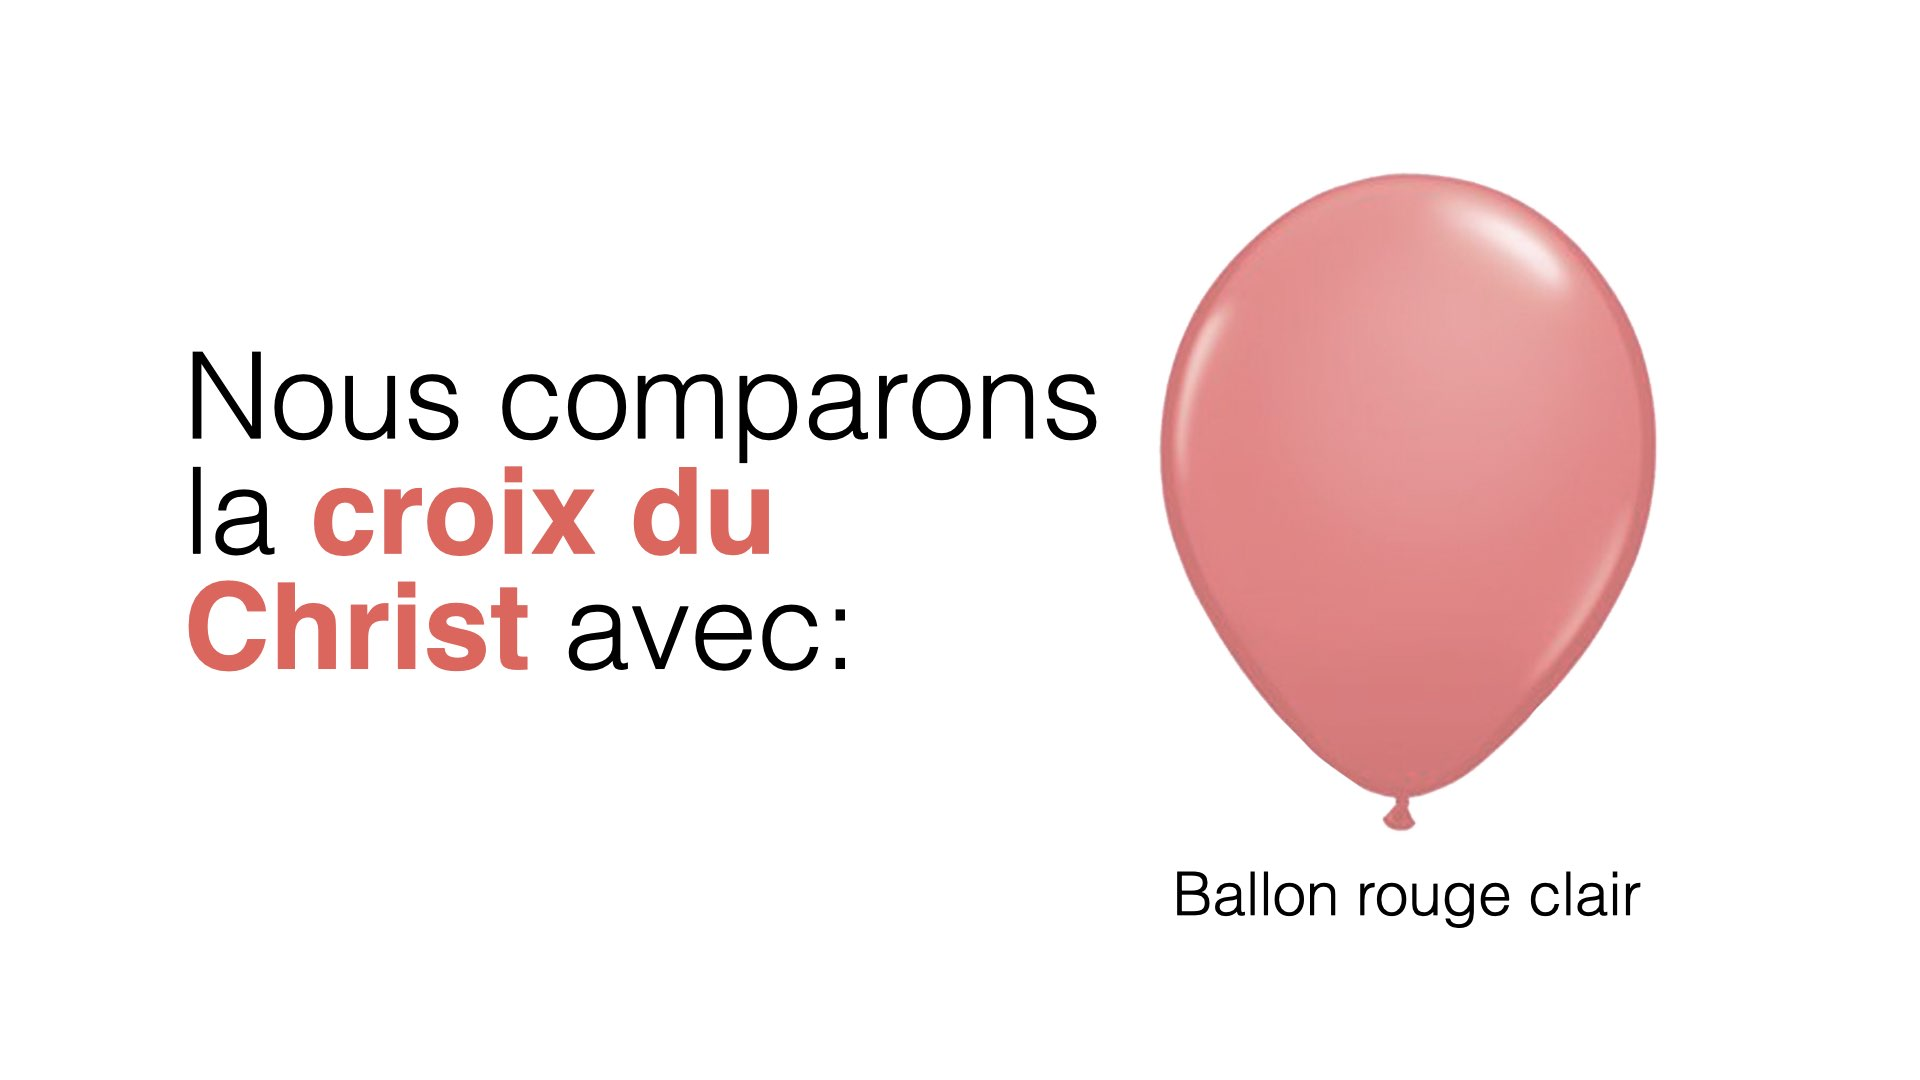 Nous comparons
la croix du
Christ avec:
Ballon rouge clair